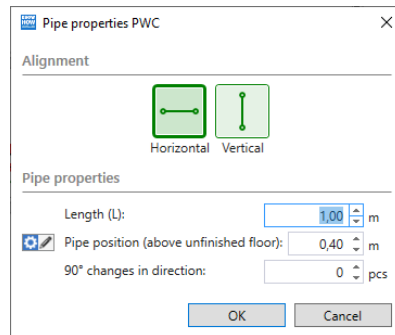 Pipe properties PWC
Alignment
Horizontal Vertical
Pipe properties
Length (L): 1,00 m
Pipe position (above unfinished floor): 0,40 m
90° changes in direction: 0 pcs
OK Cancel